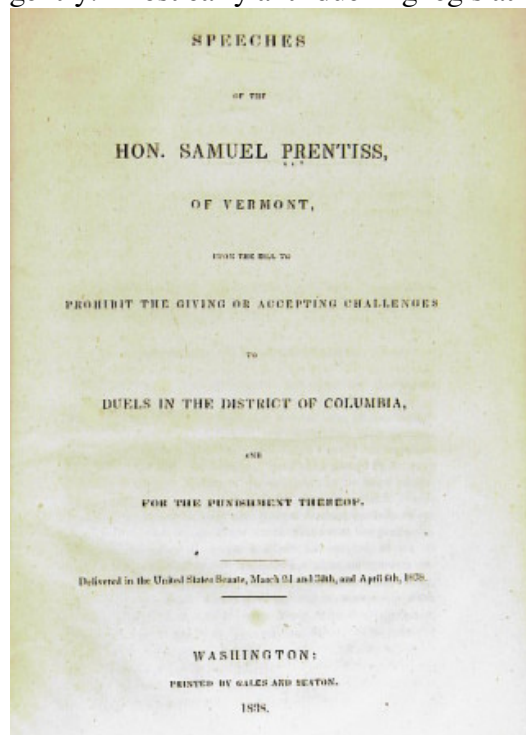 SPEECHES
OF THE
HON. SAMUEL PRENTISS,
OF VERMONT,
UPON THE BILL TO
PROHIBIT THE GIVING OR ACCEPTING CHALLENGES
TO
DUELS IN THE DISTRICT OF COLUMBIA,
AND
FOR THE PUNISHMENT THEREOF.
Delivered in the United States Senate, March and 30th, and April 6th, 1838.
WASHINGTON:
PRINTED BY GALES AND SEATON.
1838.